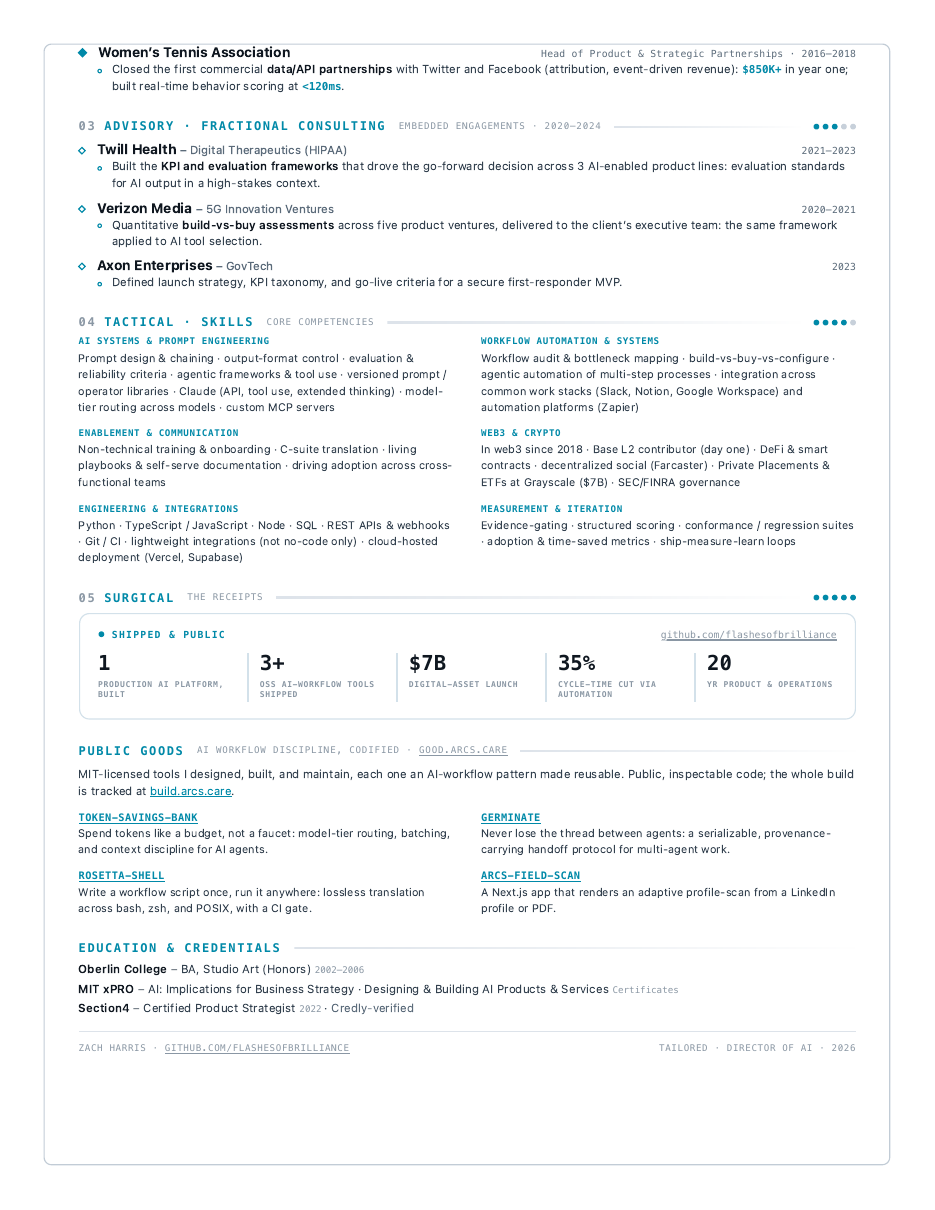 Women's Tennis Association Head of Product & Strategic Partnerships · 2016–2018
Closed the first commercial data/API partnerships with Twitter and Facebook (attribution, event-driven revenue): $850K+ in year one;
built real-time behavior scoring at <120ms.
03 ADVISORY · FRACTIONAL CONSULTING EMBEDDED ENGAGEMENTS · 2020–2024
Twill Health – Digital Therapeutics (HIPAA) 2021–2023
Built the KPI and evaluation frameworks that drove the go-forward decision across 3 AI-enabled product lines: evaluation standards
for AI output in a high-stakes context.
Verizon Media – 5G Innovation Ventures 2020–2021
Quantitative build-vs-buy assessments across five product ventures, delivered to the client's executive team: the same framework
applied to AI tool selection.
Axon Enterprises – GovTech 2023
Defined launch strategy, KPI taxonomy, and go-live criteria for a secure first-responder MVP.
04 TACTICAL · SKILLS CORE COMPETENCIES
AI SYSTEMS & PROMPT ENGINEERING
Prompt design & chaining · output-format control · evaluation &
reliability criteria · agentic frameworks & tool use · versioned prompt /
operator libraries · Claude (API, tool use, extended thinking) · model-
tier routing across models · custom MCP servers
WORKFLOW AUTOMATION & SYSTEMS
Workflow audit & bottleneck mapping · build-vs-buy-vs-configure ·
agentic automation of multi-step processes · integration across
common work stacks (Slack, Notion, Google Workspace) and
automation platforms (Zapier)
ENABLEMENT & COMMUNICATION
Non-technical training & onboarding · C-suite translation · living
playbooks & self-serve documentation · driving adoption across cross-
functional teams
WEB3 & CRYPTO
In web3 since 2018 · Base L2 contributor (day one) · DeFi & smart
contracts · decentralized social (Farcaster) · Private Placements &
ETFs at Grayscale ($7B) · SEC/FINRA governance
ENGINEERING & INTEGRATIONS
Python · TypeScript / JavaScript · Node · SQL · REST APIs & webhooks
· Git / CI · lightweight integrations (not no-code only) · cloud-hosted
deployment (Vercel, Supabase)
MEASUREMENT & ITERATION
Evidence-gating · structured scoring · conformance / regression suites
· adoption & time-saved metrics · ship-measure-learn loops
05 SURGICAL THE RECEIPTS
SHIPPED & PUBLIC github.com/flashesofbrilliance
1
PRODUCTION AI PLATFORM,
BUILT
3+
OSS AI-WORKFLOW TOOLS
SHIPPED
$7B
DIGITAL-ASSET LAUNCH
35%
CYCLE-TIME CUT VIA
AUTOMATION
20
YR PRODUCT & OPERATIONS
PUBLIC GOODS AI WORKFLOW DISCIPLINE, CODIFIED · GOOD.ARCS.CARE
MIT-licensed tools I designed, built, and maintain, each one an AI-workflow pattern made reusable. Public, inspectable code; the whole build
is tracked at build.arcs.care.
TOKEN-SAVINGS-BANK
Spend tokens like a budget, not a faucet: model-tier routing, batching,
and context discipline for AI agents.
GERMINATE
Never lose the thread between agents: a serializable, provenance-
carrying handoff protocol for multi-agent work.
ROSETTA-SHELL
Write a workflow script once, run it anywhere: lossless translation
across bash, zsh, and POSIX, with a CI gate.
ARCS-FIELD-SCAN
A Next.js app that renders an adaptive profile-scan from a LinkedIn
profile or PDF.
EDUCATION & CREDENTIALS
Oberlin College – BA, Studio Art (Honors) 2002–2006
MIT xPRO – AI: Implications for Business Strategy · Designing & Building AI Products & Services Certificates
Section4 – Certified Product Strategist 2022 · Credly-verified
ZACH HARRIS · GITHUB.COM/FLASHESOFBRILLIANCE TAILORED · DIRECTOR OF AI · 2026